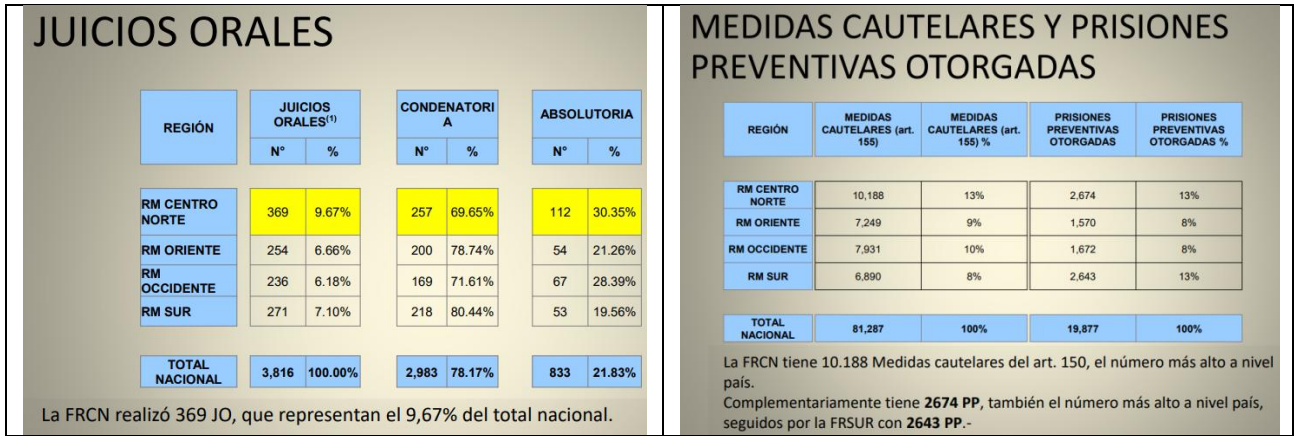 JUICIOS ORALES
REGIÓN
JUICIOS
ORALES(1)
CONDENATORI
A
ABSOLUTORIA
N° % N° % N° %
RM CENTRO
NORTE
369 9.67% 257 69.65% 112 30.35%
RM ORIENTE 254 6.66% 200 78.74% 54 21.26%
RM
OCCIDENTE
236 6.18% 169 71.61% 67 28.39%
RM SUR 271 7.10% 218 80.44% 53 19.56%
TOTAL
NACIONAL
3,816 100.00% 2,983 78.17% 833 21.83%
La FRCN realizó 369 JO, que representan el 9,67% del total nacional.
MEDIDAS CAUTELARES Y PRISIONES
PREVENTIVAS OTORGADAS
REGIÓN
MEDIDAS
CAUTELARES (art.
155)
MEDIDAS
CAUTELARES (art.
155) %
PRISIONES
PREVENTIVAS
OTORGADAS
PRISIONES
PREVENTIVAS
OTORGADAS %
RM CENTRO
NORTE
10,188 13% 2,674 13%
RM ORIENTE 7,249 9% 1,570 8%
RM OCCIDENTE 7,931 10% 1,672 8%
RM SUR 6,890 8% 2,643 13%
TOTAL
NACIONAL
81,287 100% 19,877 100%
La FRCN tiene 10.188 Medidas cautelares del art. 150, el número más alto a nivel
país.
Complementariamente tiene 2674 PP, también el número más alto a nivel país,
seguidos por la FRSUR con 2643 PP.-